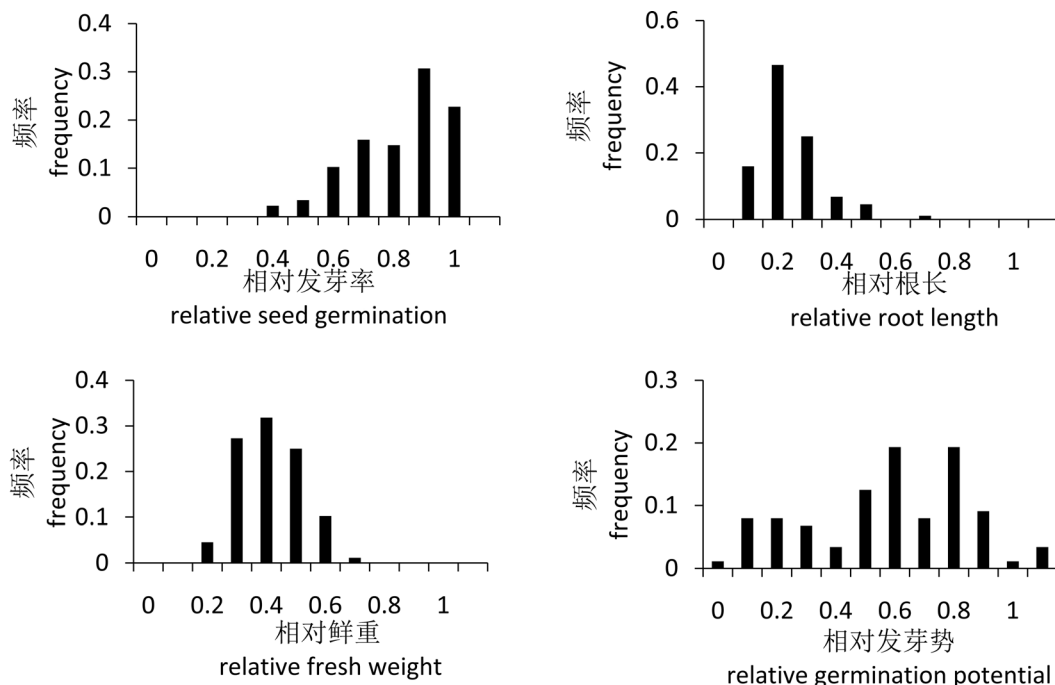 0.4
0.3
0.2
0.1
0
频率
frequency
0 0.2 0.4 0.6 0.8 1
相对发芽率
relative seed germination
0.6
0.4
0.2
0
频率
frequency
0 0.2 0.4 0.6 0.8 1
相对根长
relative root length
0.4
0.3
0.2
0.1
0
频率
frequency
0 0.2 0.4 0.6 0.8 1
相对鲜重
relative fresh weight
0.3
0.2
0.1
0
频率
frequency
0 0.2 0.4 0.6 0.8 1
相对发芽势
relative germination potential